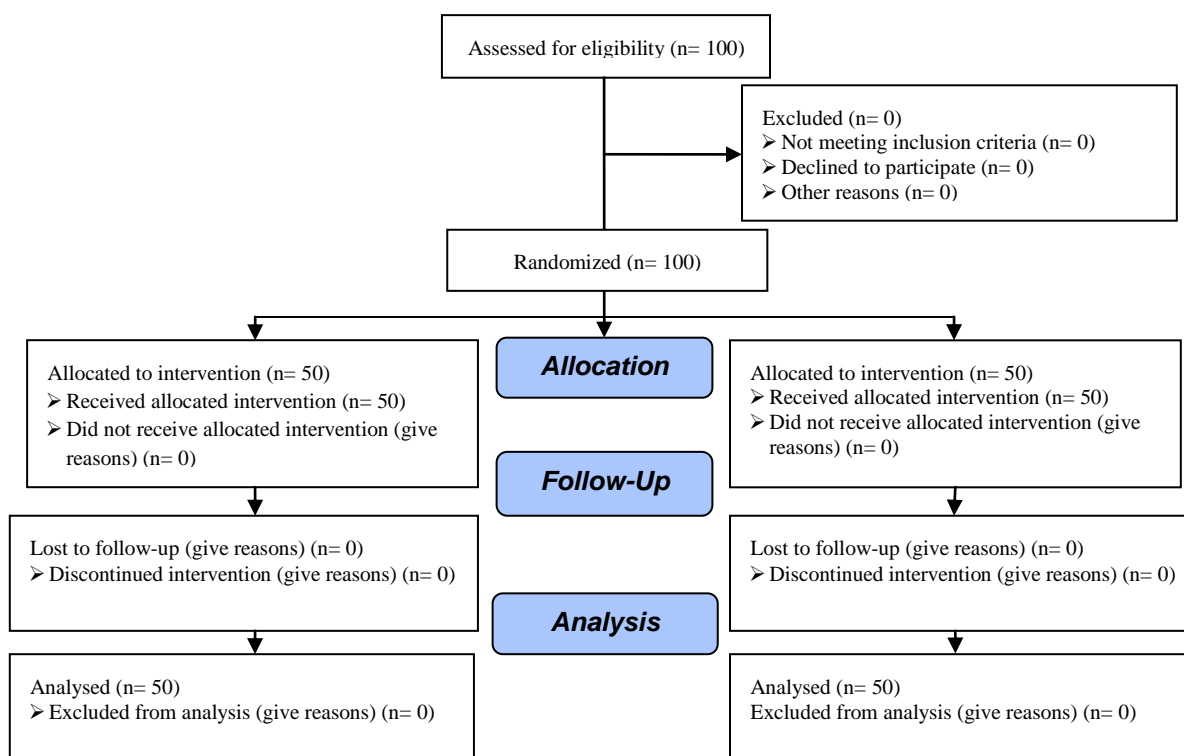 Assessed for eligibility (n= 100)
Excluded (n= 0)
➢ Not meeting inclusion criteria (n= 0)
➢ Declined to participate (n= 0)
➢ Other reasons (n= 0)
Randomized (n= 100)
Allocation
Allocated to intervention (n= 50)
➢ Received allocated intervention (n= 50)
➢ Did not receive allocated intervention (give
reasons) (n= 0)
Allocated to intervention (n= 50)
➢ Received allocated intervention (n= 50)
➢ Did not receive allocated intervention (give
reasons) (n= 0)
Follow-Up
Lost to follow-up (give reasons) (n= 0)
➢ Discontinued intervention (give reasons) (n= 0)
Lost to follow-up (give reasons) (n= 0)
➢ Discontinued intervention (give reasons) (n= 0)
Analysis
Analysed (n= 50)
➢ Excluded from analysis (give reasons) (n= 0)
Analysed (n= 50)
Excluded from analysis (give reasons) (n= 0)